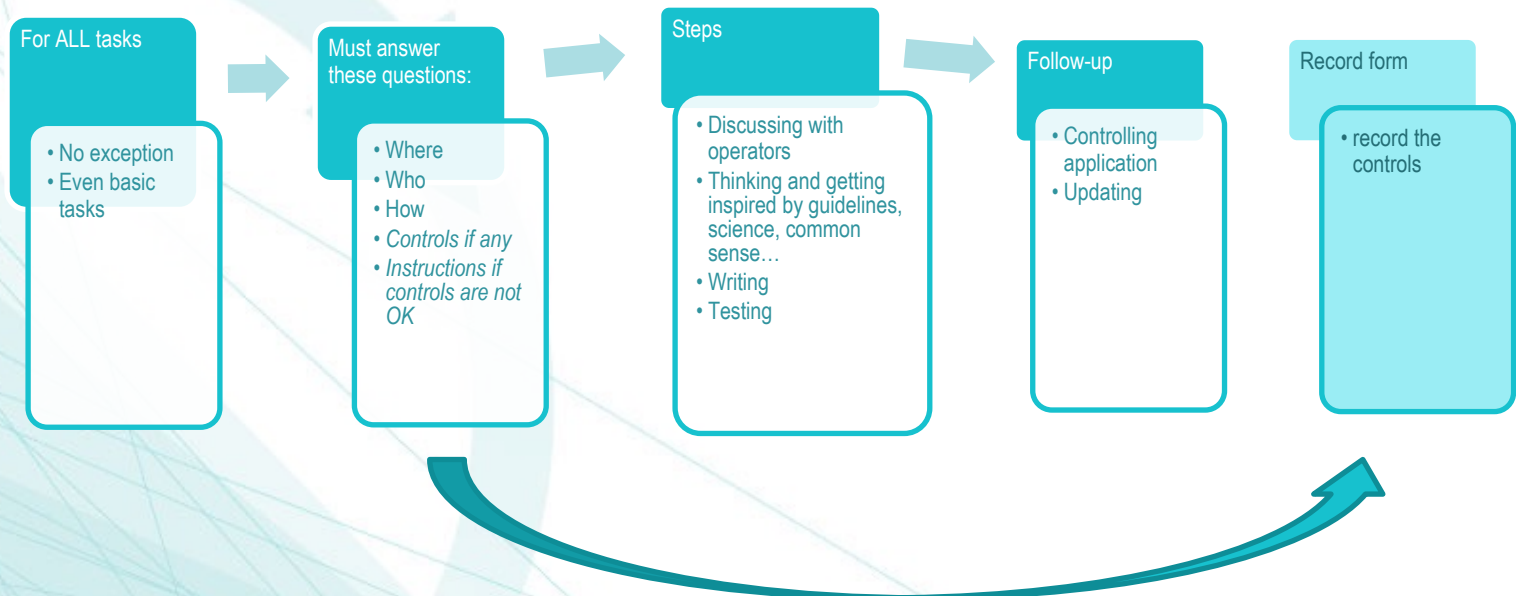 For ALL tasks
• No exception
• Even basic
tasks
Must answer
these questions:
• Where
• Who
• How
• Controls if any
• Instructions if
controls are not
OK
Steps
• Discussing with
operators
• Thinking and getting
inspired by guidelines,
science, common
sense…
• Writing
• Testing
Follow-up
• Controlling
application
• Updating
Record form
• record the
controls